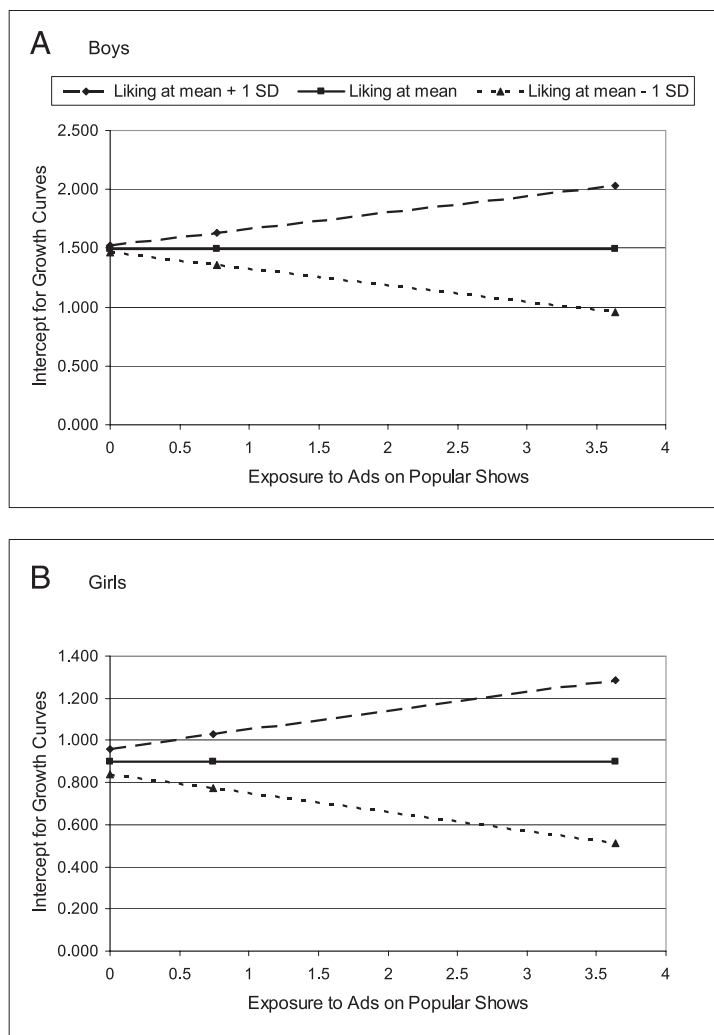 A Boys
Liking at mean + 1 SD Liking at mean Liking at mean - 1 SD
2.500
2.000
1.500
1.000
0.500
0.000
Intercept for Growth Curves
0 0.5 1 1.5 2 2.5 3 3.5 4
Exposure to Ads on Popular Shows
B Girls
1.400
1.200
1.000
0.800
0.600
0.400
0.200
0.000
Intercept for Growth Curves
0 0.5 1 1.5 2 2.5 3 3.5 4
Exposure to Ads on Popular Shows